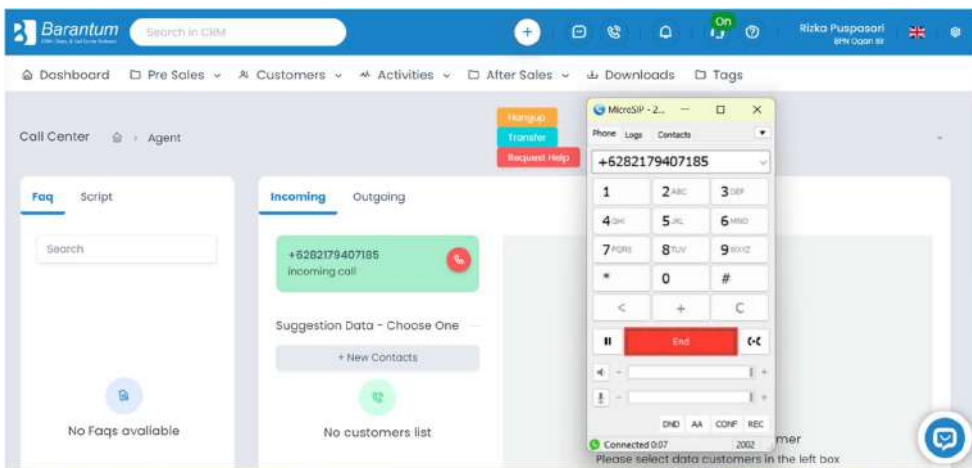 Barantum
Search in CRM
On
Rizka Puspasari
Dashboard Pre Sales Customers Activities After Sales Downloads Tags
Call Center Agent
Hangup
Transfer
Request Help
MicroSIP - 2...
Phone Logs Contacts
+6282179407185
1 2 ABC 3 DEF
4 GHI 5 JKL 6 MNO
7 PQRS 8 TUV 9 WXYZ
* 0 #
< + C
End
DND AA CONF REC
Connected 0:07 2002
Faq Script
Search
No Faqs avaliable
Incoming Outgoing
+6282179407185
incoming call
Suggestion Data - Choose One
+ New Contacts
No customers list
mer
Please select data customers in the left box